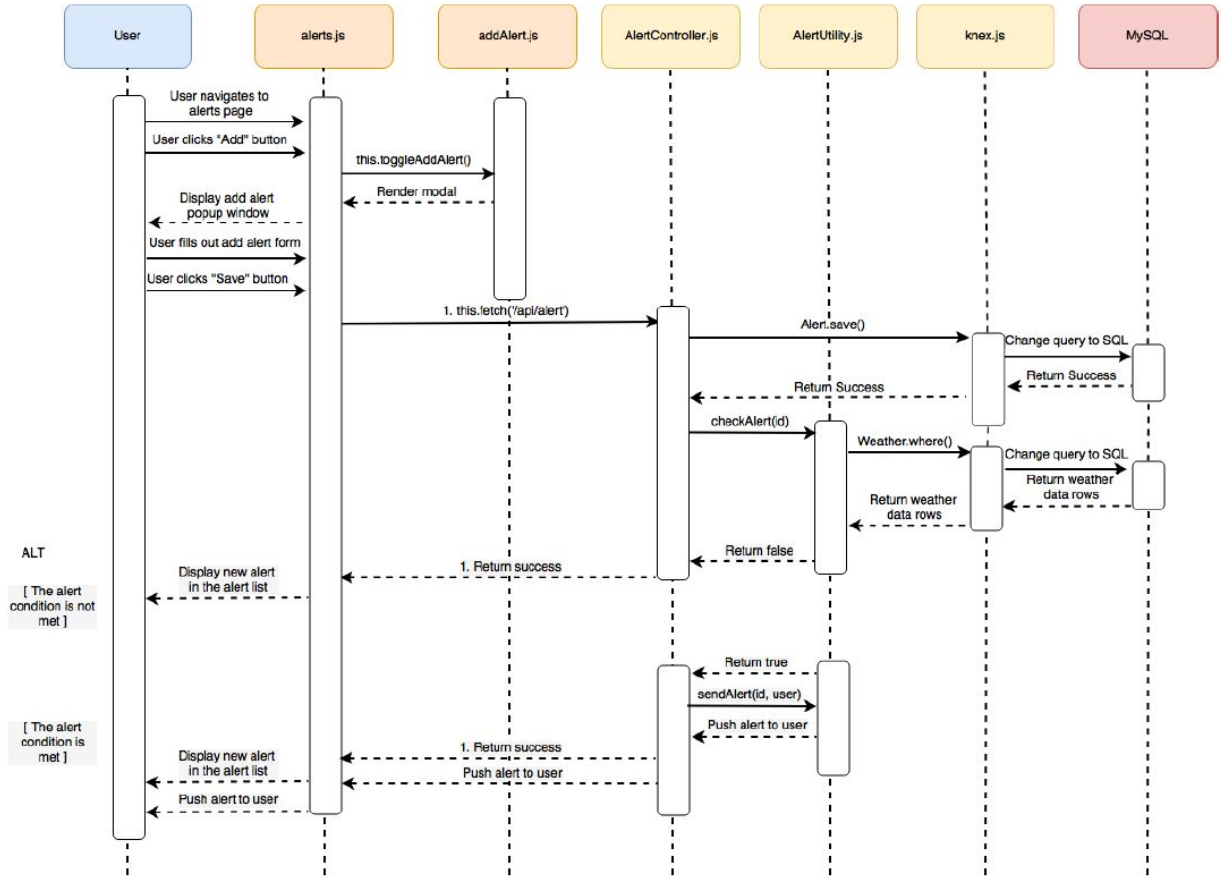 User
alerts.js
addAlert.js
AlertController.js
AlertUtility.js
knex.js
MySQL
User navigates to
alerts page
User clicks "Add" button
this.toggleAddAlert()
Render modal
Display add alert
popup window
User fills out add alert form
User clicks "Save" button
1. this.fetch('/api/alert')
Alert.save()
Change query to SQL
Return Success
Return Success
checkAlert(id)
Weather.where()
Change query to SQL
Return weather
data rows
Return weather
data rows
ALT
Return false
1. Return success
Display new alert
in the alert list
[ The alert
condition is not
met ]
Return true
sendAlert(id, user)
Push alert to user
[ The alert
condition is
met ]
1. Return success
Display new alert
in the alert list
Push alert to user
Push alert to user